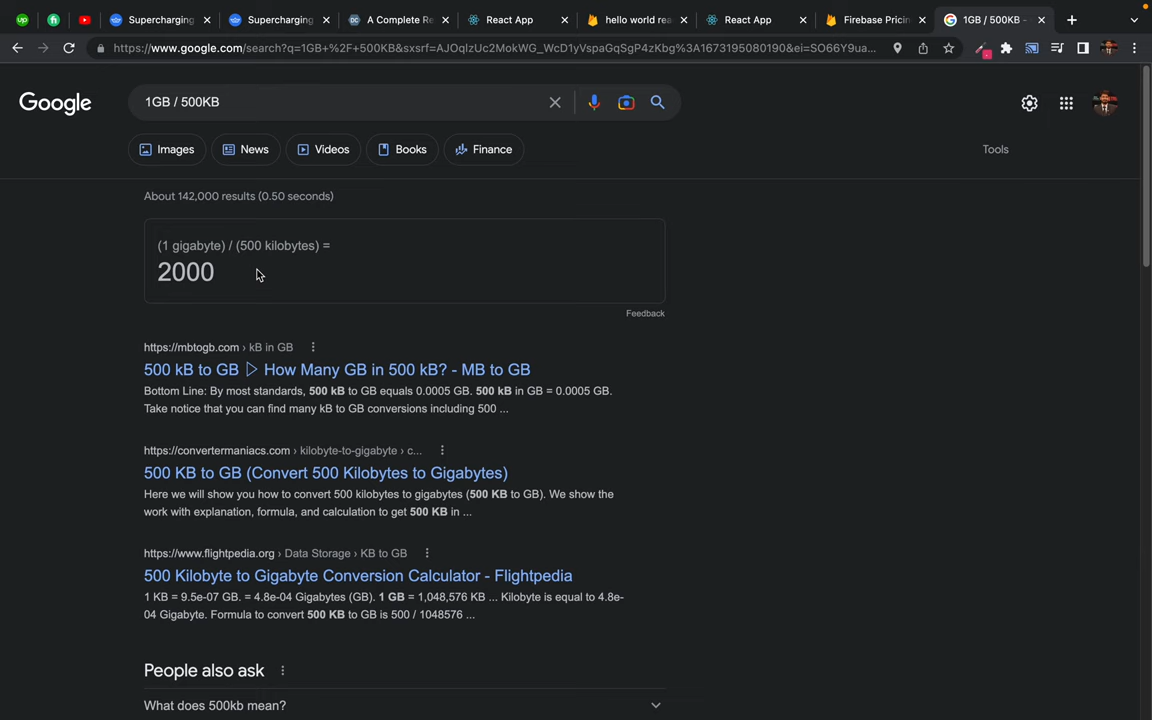 Supercharging
Supercharging
A Complete Re
React App
hello world rea
React App
Firebase Pricin
1GB / 500KB -
https://www.google.com/search?q=1GB+%2F+500KB&sxsrf=AJOqlzUc2MokWG_WcD1yVspaGqSgP4zKbg%3A1673195080190&ei=SO66Y9ua...
Google
1GB / 500KB
Images
News
Videos
Books
Finance
Tools
About 142,000 results (0.50 seconds)
(1 gigabyte) / (500 kilobytes) =
2000
Feedback
https://mbtogb.com › kB in GB
500 kB to GB ▷ How Many GB in 500 kB? - MB to GB
Bottom Line: By most standards, 500 kB to GB equals 0.0005 GB. 500 kB in GB = 0.0005 GB.
Take notice that you can find many kB to GB conversions including 500 ...
https://convertermaniacs.com › kilobyte-to-gigabyte › c...
500 KB to GB (Convert 500 Kilobytes to Gigabytes)
Here we will show you how to convert 500 kilobytes to gigabytes (500 KB to GB). We show the
work with explanation, formula, and calculation to get 500 KB in ...
https://www.flightpedia.org › Data Storage › KB to GB
500 Kilobyte to Gigabyte Conversion Calculator - Flightpedia
1 KB = 9.5e-07 GB. = 4.8e-04 Gigabytes (GB). 1 GB = 1,048,576 KB ... Kilobyte is equal to 4.8e-
04 Gigabyte. Formula to convert 500 KB to GB is 500 / 1048576 ...
People also ask
What does 500kb mean?